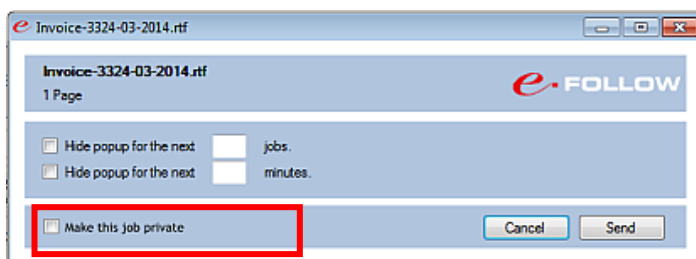 e Invoice-3324-03-2014.rtf
Invoice-3324-03-2014.rtf
1 Page
e-FOLLOW
Hide popup for the next jobs.
Hide popup for the next minutes.
Make this job private
Cancel Send